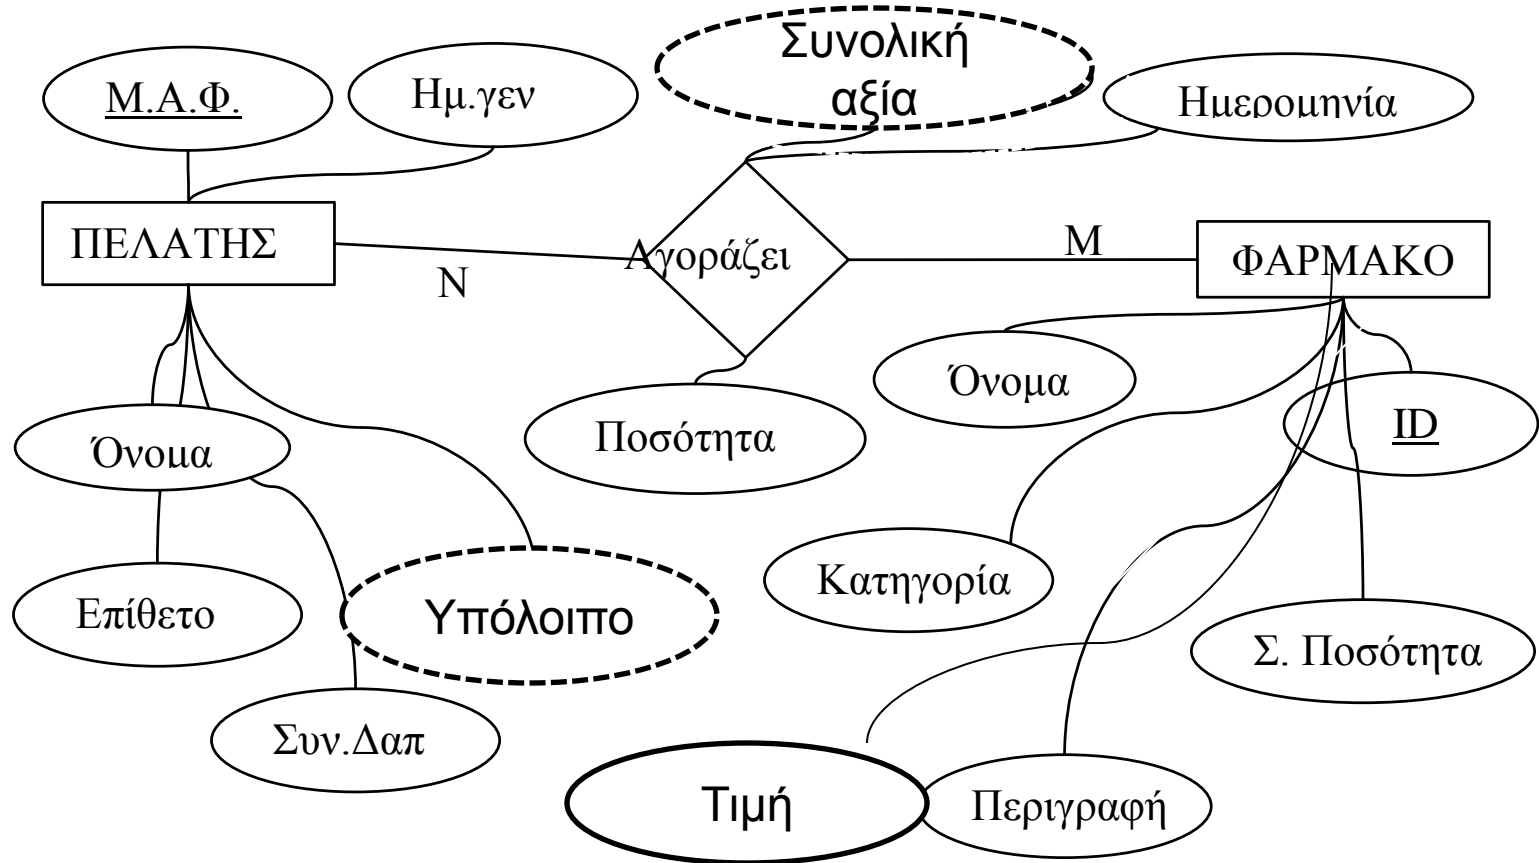 Συνολική
αξία
Μ.Α.Φ.
Ημ.γεν
Ημερομηνία
ΠΕΛΑΤΗΣ
Αγοράζει
Μ
ΦΑΡΜΑΚΟ
Ν
Όνομα
Όνομα
Ποσότητα
ID
Επίθετο
Υπόλοιπο
Κατηγορία
Σ. Ποσότητα
Συν.Δαπ
Τιμή
Περιγραφή